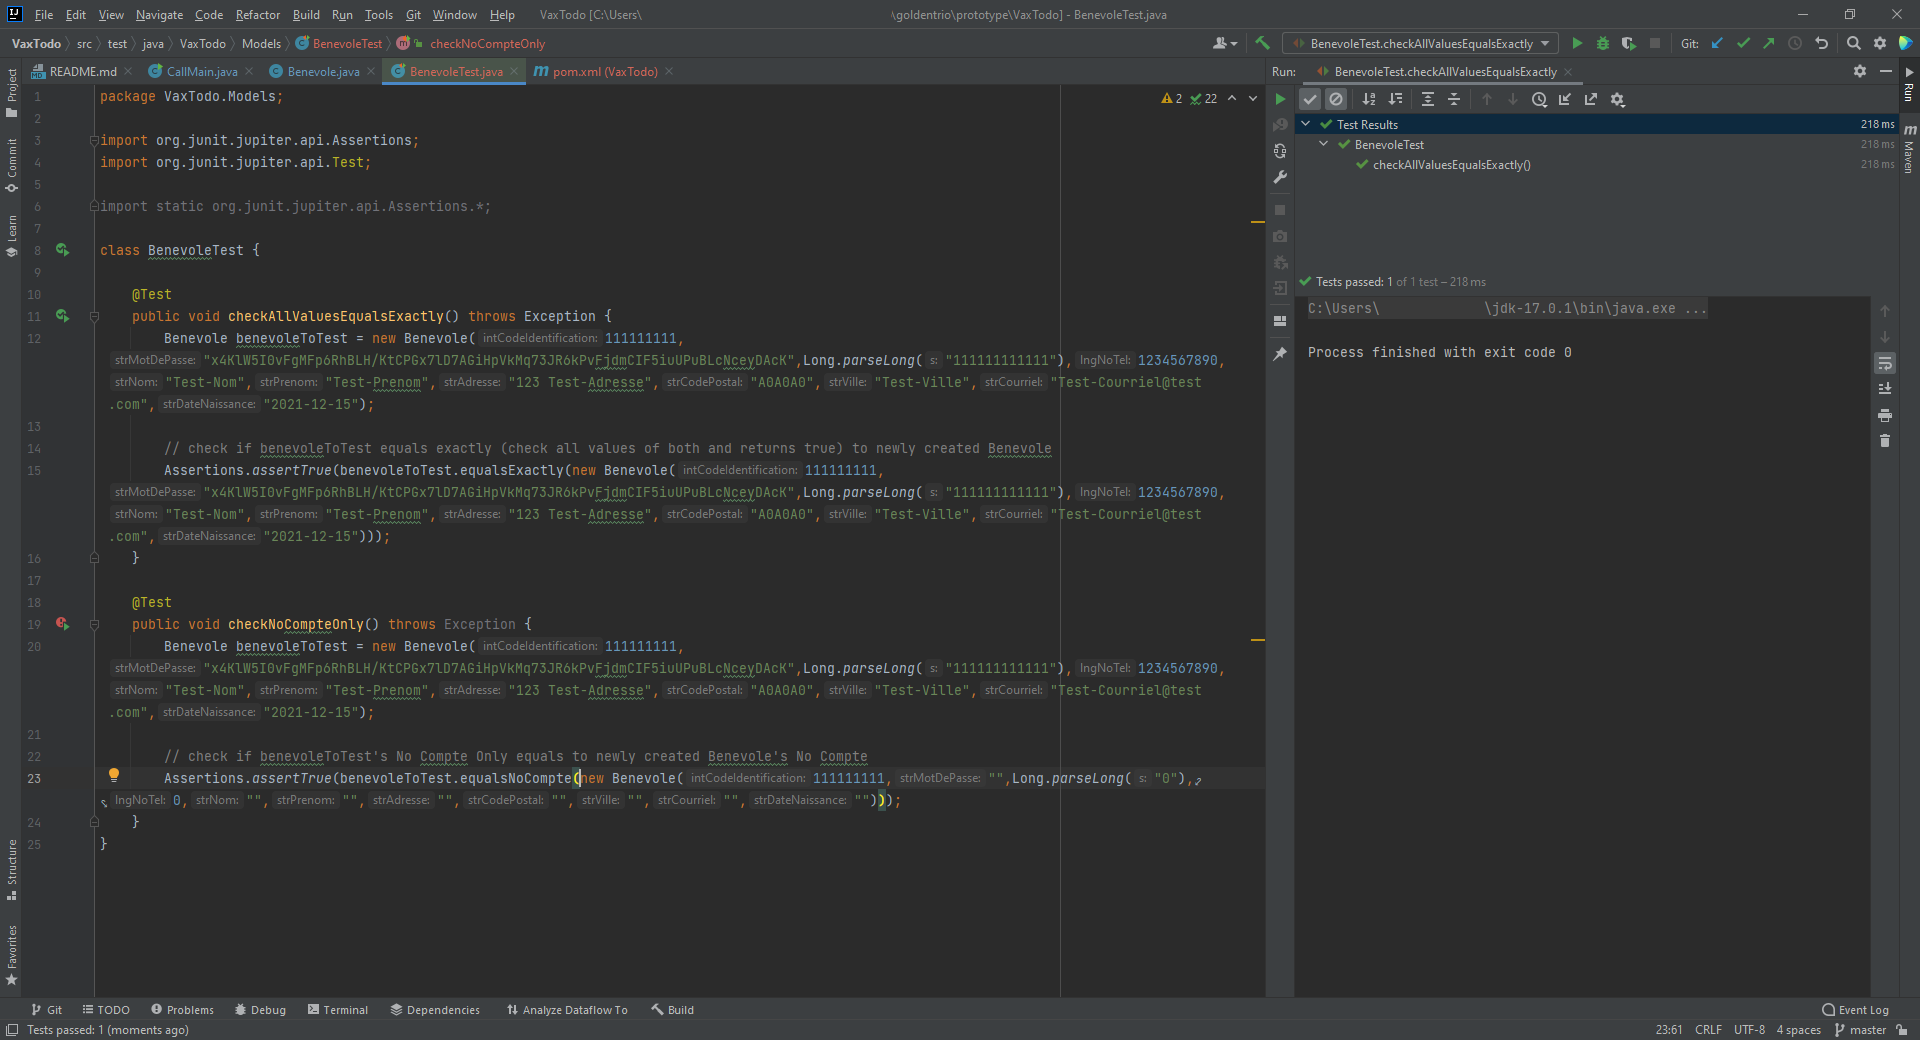 File Edit View Navigate Code Refactor Build Run Tools Git Window Help VaxTodo [C:\Users\ \goldentrio\prototype\VaxTodo] - BenevoleTest.java
VaxTodo src test java VaxTodo Models BenevoleTest checkNoCompteOnly BenevoleTest.checkAllValuesEqualsExactly Git:
README.md CallMain.java Benevole.java BenevoleTest.java pom.xml (VaxTodo)
1 package VaxTodo.Models;
2
3 import org.junit.jupiter.api.Assertions;
4 import org.junit.jupiter.api.Test;
5
6 import static org.junit.jupiter.api.Assertions.*;
7
8 class BenevoleTest {
9
10 @Test
11 public void checkAllValuesEqualsExactly() throws Exception {
12 Benevole benevoleToTest = new Benevole( intCodeIdentification: 111111111,
strMotDePasse: "x4KlW5I0vFgMFp6RhBLH/KtCPGx7lD7AGiHpVkMq73JR6kPvFjdmCIF5iuUPuBLcNceyDAcK",Long.parseLong( s: "111111111111"), lngNoTel: 1234567890,
strNom: "Test-Nom", strPrenom: "Test-Prenom", strAdresse: "123 Test-Adresse", strCodePostal: "A0A0A0", strVille: "Test-Ville", strCourriel: "Test-Courriel@test
.com", strDateNaissance: "2021-12-15");
13
14 // check if benevoleToTest equals exactly (check all values of both and returns true) to newly created Benevole
15 Assertions.assertTrue(benevoleToTest.equalsExactly(new Benevole( intCodeIdentification: 111111111,
strMotDePasse: "x4KlW5I0vFgMFp6RhBLH/KtCPGx7lD7AGiHpVkMq73JR6kPvFjdmCIF5iuUPuBLcNceyDAcK",Long.parseLong( s: "111111111111"), lngNoTel: 1234567890,
strNom: "Test-Nom", strPrenom: "Test-Prenom", strAdresse: "123 Test-Adresse", strCodePostal: "A0A0A0", strVille: "Test-Ville", strCourriel: "Test-Courriel@test
.com", strDateNaissance: "2021-12-15")));
16 }
17
18 @Test
19 public void checkNoCompteOnly() throws Exception {
20 Benevole benevoleToTest = new Benevole( intCodeIdentification: 111111111,
strMotDePasse: "x4KlW5I0vFgMFp6RhBLH/KtCPGx7lD7AGiHpVkMq73JR6kPvFjdmCIF5iuUPuBLcNceyDAcK",Long.parseLong( s: "111111111111"), lngNoTel: 1234567890,
strNom: "Test-Nom", strPrenom: "Test-Prenom", strAdresse: "123 Test-Adresse", strCodePostal: "A0A0A0", strVille: "Test-Ville", strCourriel: "Test-Courriel@test
.com", strDateNaissance: "2021-12-15");
21
22 // check if benevoleToTest's No Compte Only equals to newly created Benevole's No Compte
23 Assertions.assertTrue(benevoleToTest.equalsNoCompte(new Benevole( intCodeIdentification: 111111111, strMotDePasse: "",Long.parseLong( s: "0"),
lngNoTel: 0, strNom: "", strPrenom: "", strAdresse: "", strCodePostal: "", strVille: "", strCourriel: "", strDateNaissance: "")));
24 }
25 }
2 22
Run: BenevoleTest.checkAllValuesEqualsExactly
Test Results 218 ms
BenevoleTest 218 ms
checkAllValuesEqualsExactly() 218 ms
Tests passed: 1 of 1 test – 218 ms
C:\Users\ \jdk-17.0.1\bin\java.exe ...
Process finished with exit code 0
Project
Commit
Learn
Structure
Favorites
Run
Maven
Git TODO Problems Debug Terminal Dependencies Analyze Dataflow To Build Event Log
Tests passed: 1 (moments ago) 23:61 CRLF UTF-8 4 spaces master